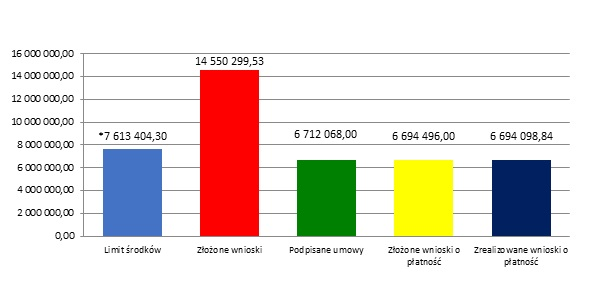 16 000 000,00
14 000 000,00
12 000 000,00
10 000 000,00
8 000 000,00
6 000 000,00
4 000 000,00
2 000 000,00
0,00
*7 613 404,30
14 550 299,53
6 712 068,00
6 694 496,00
6 694 098,84
Limit środków
Złożone wnioski
Podpisane umowy
Złożone wnioski o
płatność
Zrealizowane wnioski o
płatność